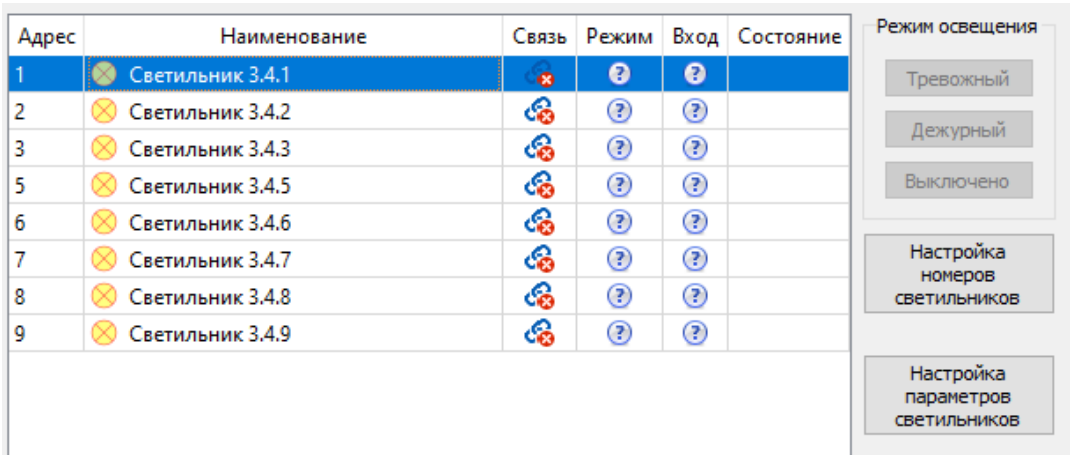 Адрес Наименование Связь Режим Вход Состояние
1 Светильник 3.4.1
2 Светильник 3.4.2
3 Светильник 3.4.3
5 Светильник 3.4.5
6 Светильник 3.4.6
7 Светильник 3.4.7
8 Светильник 3.4.8
9 Светильник 3.4.9
Режим освещения
Тревожный
Дежурный
Выключено
Настройка
номеров
светильников
Настройка
параметров
светильников